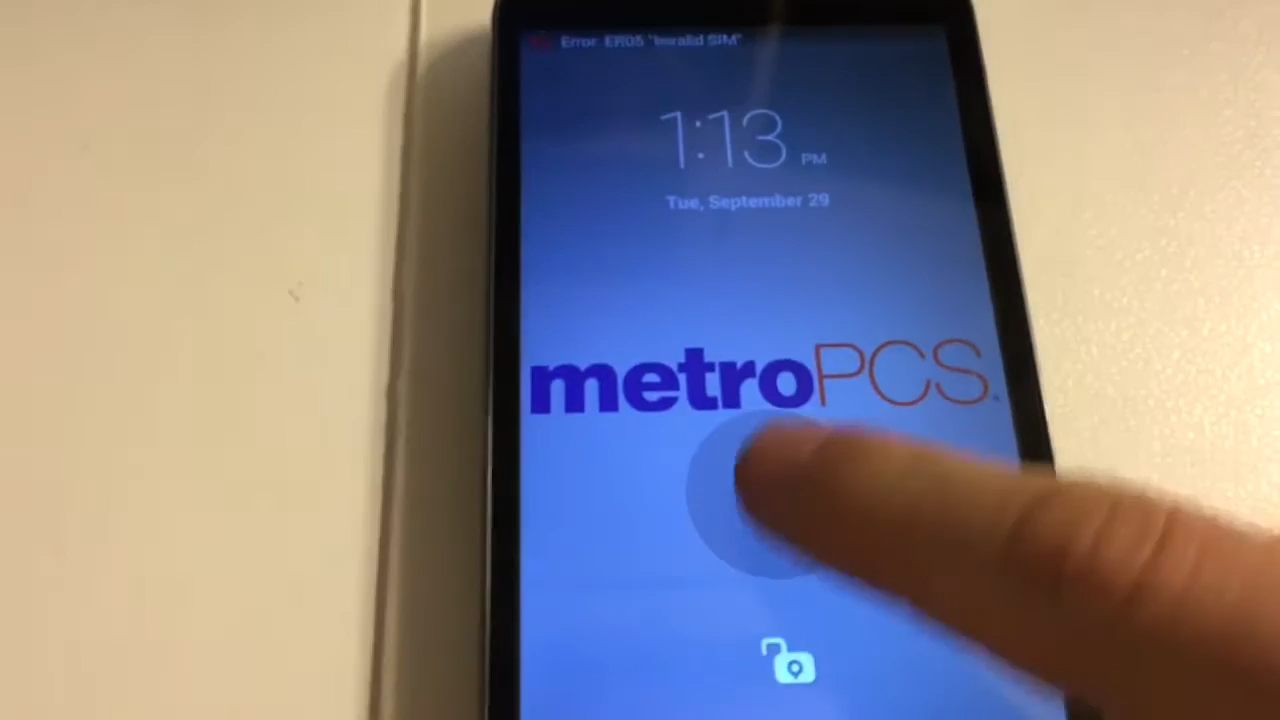 Error: ER05 "Invalid SIM"
1:13 PM
Tue, September 29
metroPCS.